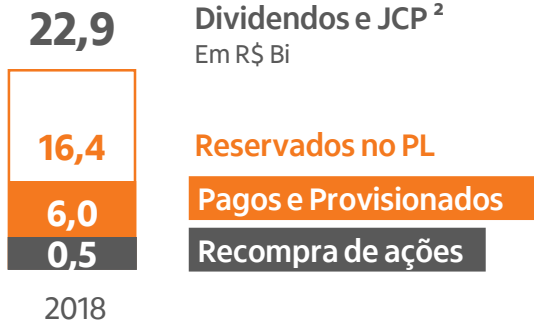 22,9
Dividendos e JCP ²
Em R$ Bi
16,4
Reservados no PL
6,0
Pagos e Provisionados
0,5
Recompra de ações
2018